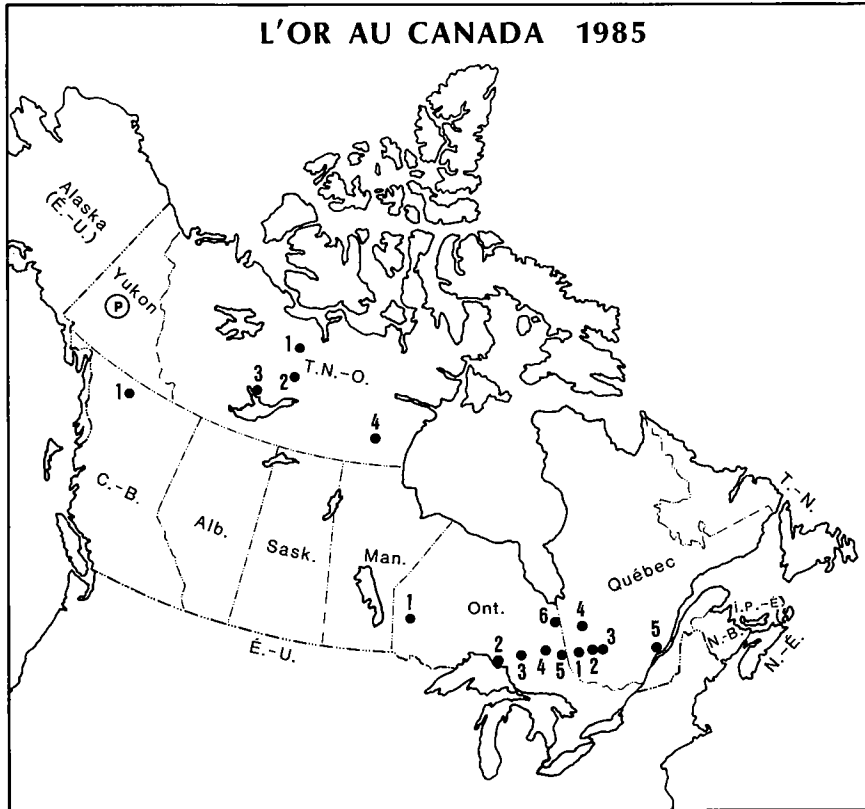 L'OR AU CANADA 1985
Alaska
(É.-U.)
Yukon
P
1
T.N.-O.
2
3
1
4
C.-B.
Alb.
Sask.
Man.
T.-N.
Québec
Ont.
1
6
4
Î.P.-É)
N.-B.
N.-É.
É.-U.
2
3
4
5
1
2
3
5